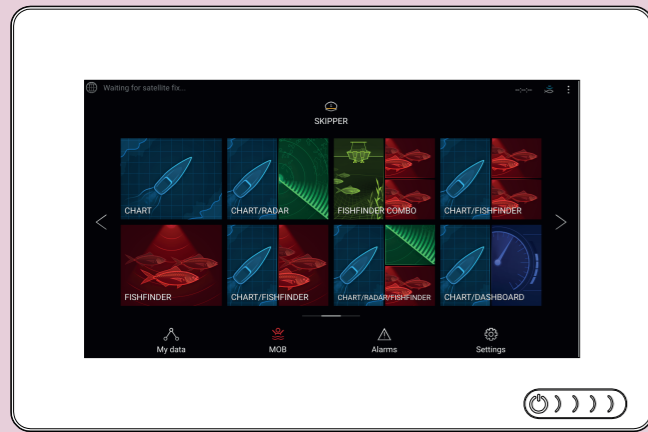 Waiting for satellite fix...
--:--:--
SKIPPER
CHART
CHART/RADAR
FISHFINDER COMBO
CHART/FISHFINDER
FISHFINDER
CHART/FISHFINDER
CHART/RADAR/FISHFINDER
CHART/DASHBOARD
My data
MOB
Alarms
Settings